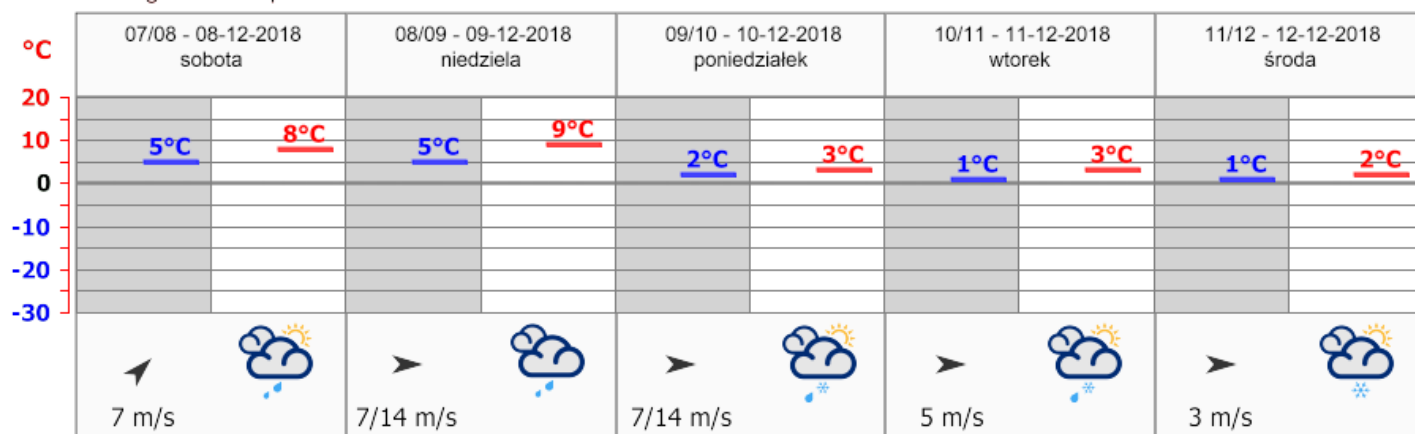 °C
07/08 - 08-12-2018
sobota
08/09 - 09-12-2018
niedziela
09/10 - 10-12-2018
poniedziałek
10/11 - 11-12-2018
wtorek
11/12 - 12-12-2018
środa
20
10
0
-10
-20
-30
5°C
8°C
5°C
9°C
2°C
3°C
1°C
3°C
1°C
2°C
7 m/s
7/14 m/s
7/14 m/s
5 m/s
3 m/s